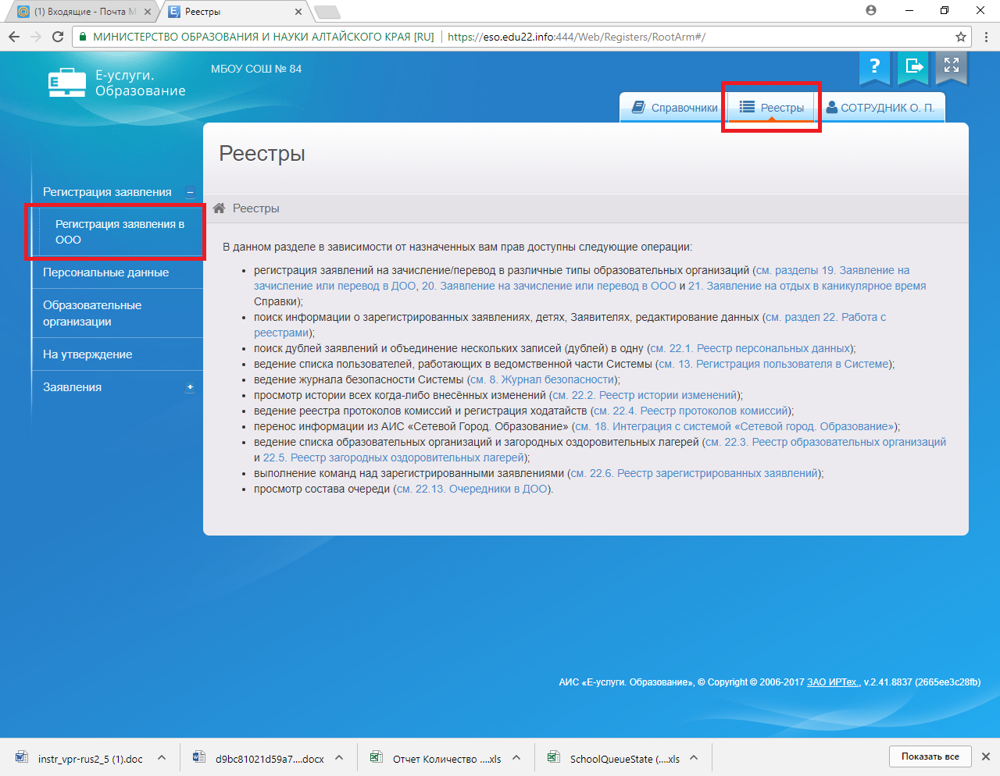 (1) Входящие - Почта М
Реестры
МИНИСТЕРСТВО ОБРАЗОВАНИЯ И НАУКИ АЛТАЙСКОГО КРАЯ [RU]
https://eso.edu22.info:444/Web/Registers/RootArm#/
Е-услуги.
Образование
E
МБОУ СОШ № 84
?
Справочники
Реестры
СОТРУДНИК О. П.
Реестры
Регистрация заявления
Регистрация заявления в
ООО
Персональные данные
Образовательные
организации
На утверждение
Заявления
Реестры
В данном разделе в зависимости от назначенных вам прав доступны следующие операции:
• регистрация заявлений на зачисление/перевод в различные типы образовательных организаций (см. разделы 19. Заявление на
зачисление или перевод в ДОО, 20. Заявление на зачисление или перевод в ООО и 21. Заявление на отдых в каникулярное время
Справки);
• поиск информации о зарегистрированных заявлениях, детях, Заявителях, редактирование данных (см. раздел 22. Работа с
реестрами);
• поиск дублей заявлений и объединение нескольких записей (дублей) в одну (см. 22.1. Реестр персональных данных);
• ведение списка пользователей, работающих в ведомственной части Системы (см. 13. Регистрация пользователя в Системе);
• ведение журнала безопасности Системы (см. 8. Журнал безопасности);
• просмотр истории всех когда-либо внесённых изменений (см. 22.2. Реестр истории изменений);
• ведение реестра протоколов комиссий и регистрация ходатайств (см. 22.4. Реестр протоколов комиссий);
• перенос информации из АИС «Сетевой Город. Образование» (см. 18. Интеграция с системой «Сетевой город. Образование»);
• ведение списка образовательных организаций и загородных оздоровительных лагерей (см. 22.3. Реестр образовательных организаций
и 22.5. Реестр загородных оздоровительных лагерей);
• выполнение команд над зарегистрированными заявлениями (см. 22.6. Реестр зарегистрированных заявлений);
• просмотр состава очереди (см. 22.13. Очередники в ДОО).
АИС «Е-услуги. Образование», © Copyright © 2006-2017 ЗАО ИРТех., v.2.41.8837 (2665ee3c28fb)
instr_vpr-rus2_5 (1).doc
d9bc81021d59a7....docx
Отчет Количество ....xls
SchoolQueueState (....xls
Показать все